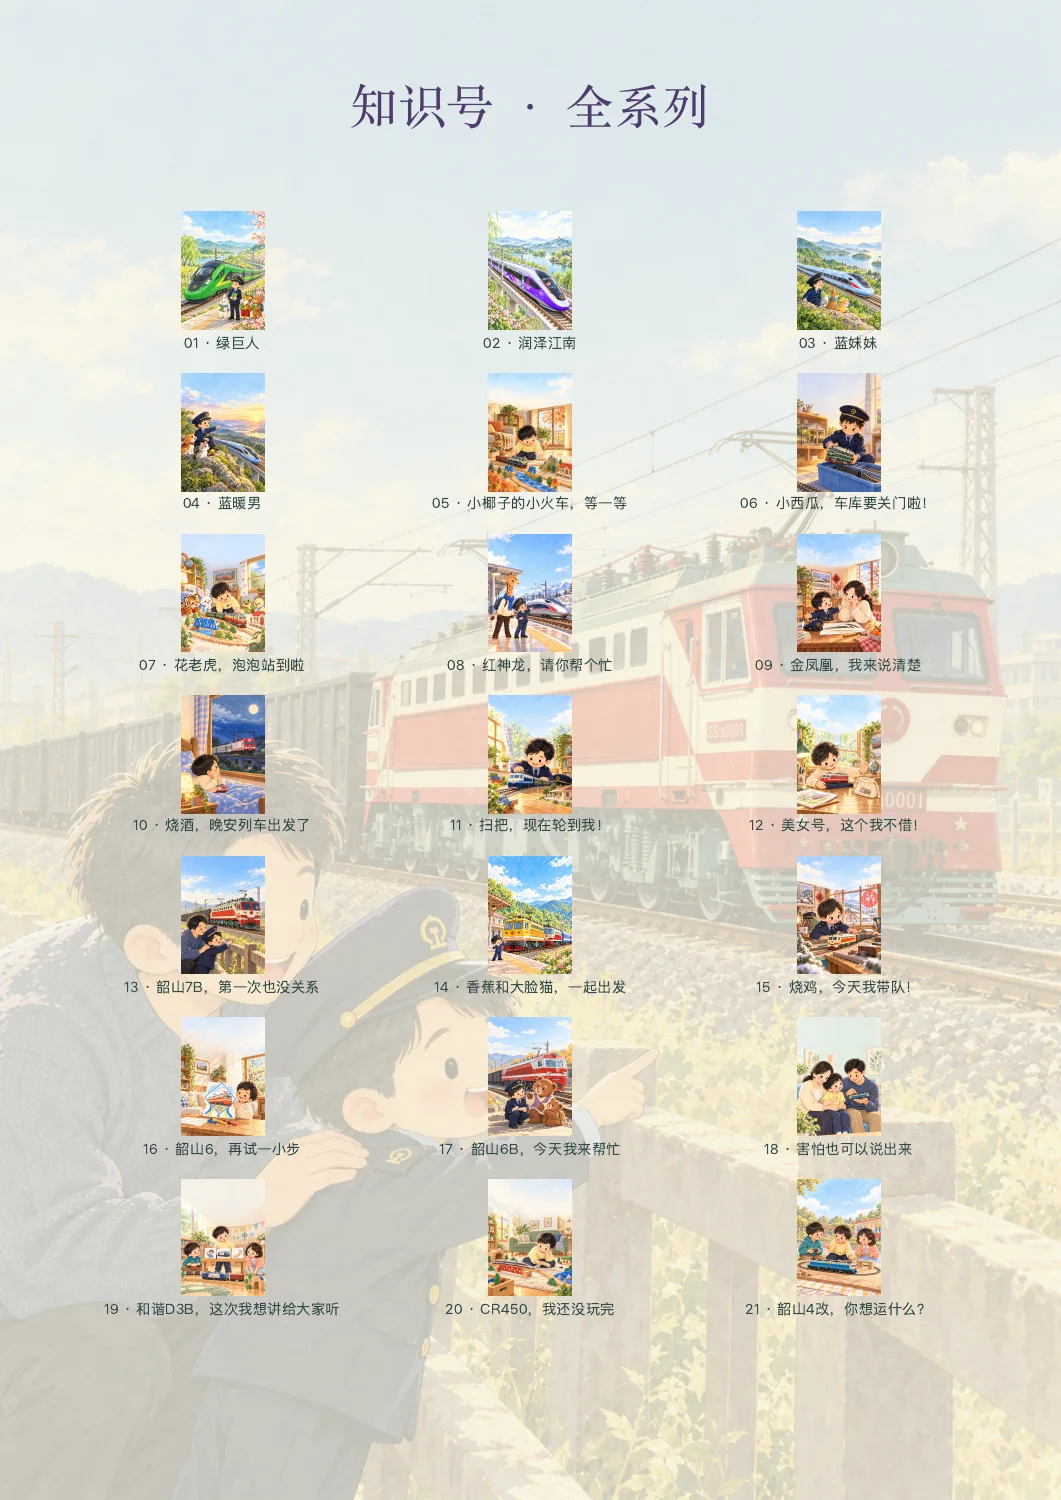 知识号 · 全系列
01 · 绿巨人
02 · 润泽江南
03 · 蓝妹妹
04 · 蓝暖男
05 · 小椰子的小火车，等一等
06 · 小西瓜，车库要关门啦！
07 · 花老虎，泡泡站到啦
08 · 红神龙，请你帮个忙
09 · 金凤凰，我来说清楚
10 · 烧酒，晚安列车出发了
11 · 扫把，现在轮到我！
12 · 美女号，这个我不借！
0001
13 · 韶山7B，第一次也没关系
14 · 香蕉和大脸猫，一起出发
15 · 烧鸡，今天我带队！
16 · 韶山6，再试一小步
17 · 韶山6B，今天我来帮忙
18 · 害怕也可以说出来
19 · 和谐D3B，这次我想讲给大家听
20 · CR450，我还没玩完
21 · 韶山4改，你想运什么？